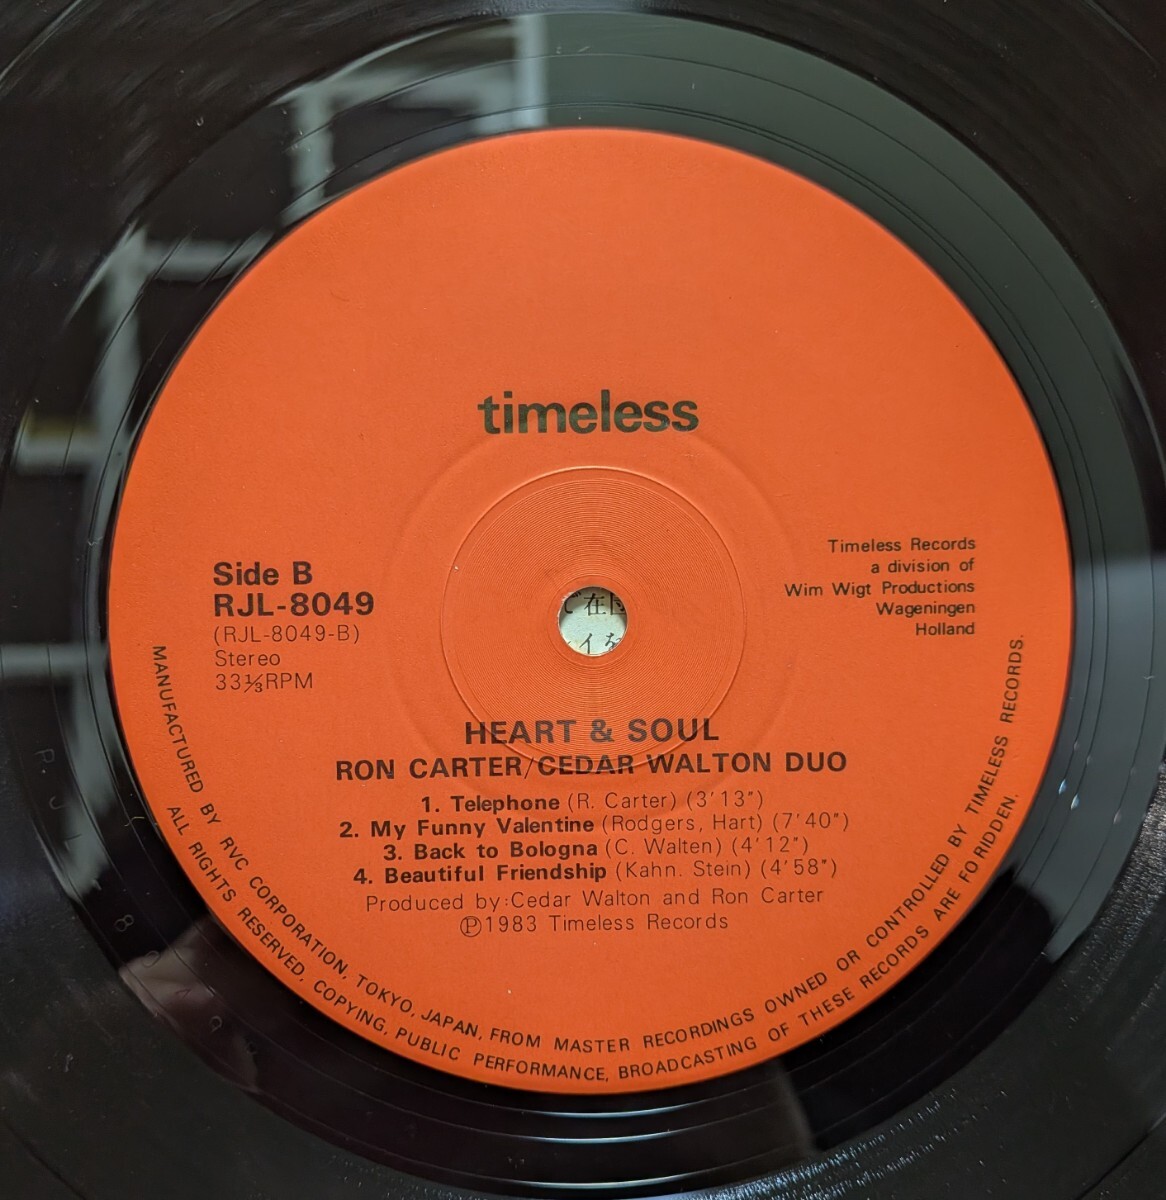 timeless
Side B
RJL-8049
(RJL-8049-B)
Stereo
33⅓RPM
Timeless Records
a division of
Wim Wigt Productions
Wageningen
Holland
HEART & SOUL
RON CARTER/CEDAR WALTON DUO
1. Telephone (R. Carter) (3'13")
2. My Funny Valentine (Rodgers, Hart) (7'40")
3. Back to Bologna (C. Walten) (4'12")
4. Beautiful Friendship (Kahn. Stein) (4'58")
Produced by:Cedar Walton and Ron Carter
Ⓟ1983 Timeless Records
MANUFACTURED BY RVC CORPORATION, TOKYO, JAPAN, FROM MASTER RECORDINGS OWNED OR CONTROLLED BY TIMELESS RECORDS.
ALL RIGHTS RESERVED, COPYING, PUBLIC PERFORMANCE, BROADCASTING OF THESE RECORDS ARE FORIDDEN.